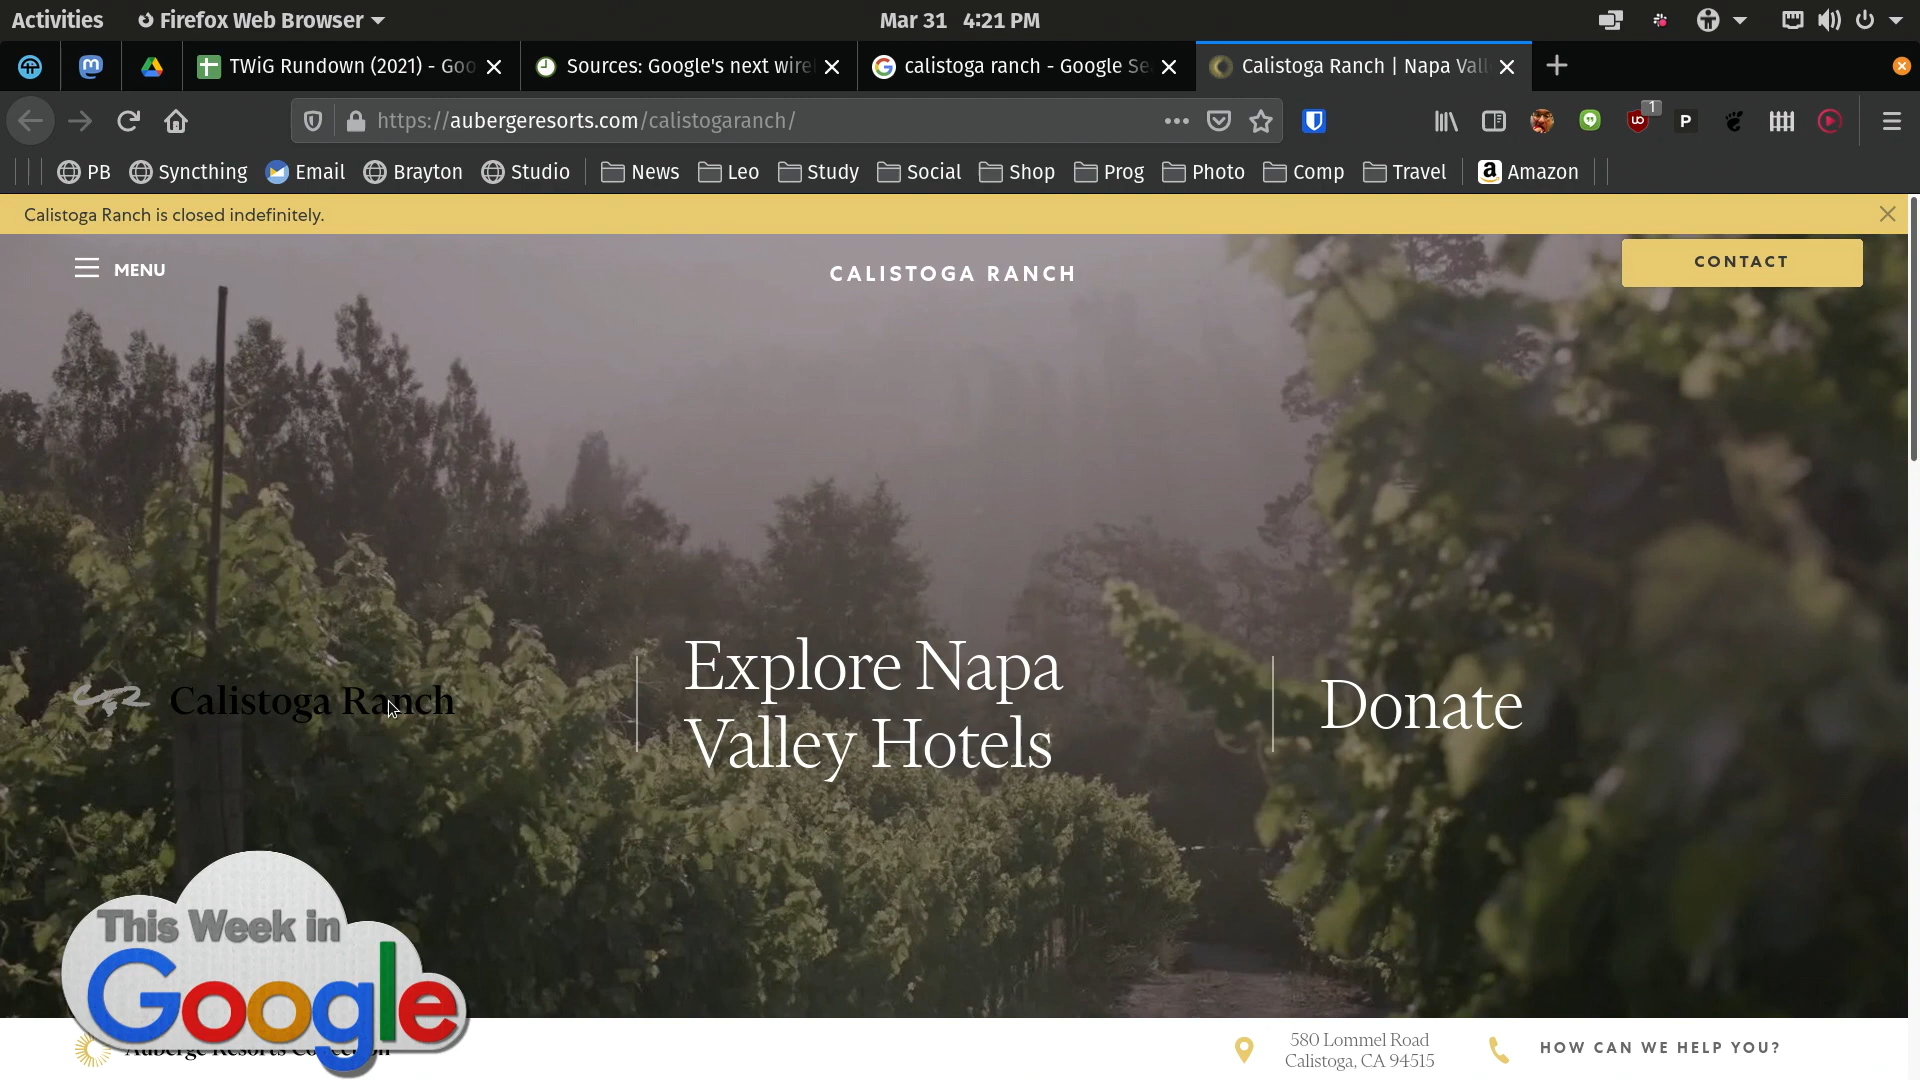 Activities Firefox Web Browser Mar 31 4:21 PM
TWiG Rundown (2021) - Goo Sources: Google's next wire calistoga ranch - Google Se Calistoga Ranch | Napa Vall
https://aubergeresorts.com/calistogaranch/ 1
PB Syncthing Email Brayton Studio News Leo Study Social Shop Prog Photo Comp Travel Amazon
Calistoga Ranch is closed indefinitely.
MENU CALISTOGA RANCH CONTACT
Calistoga Ranch
Explore Napa
Valley Hotels
Donate
This Week in
Google
Auberge Resorts
580 Lommel Road
Calistoga, CA 94515
HOW CAN WE HELP YOU?